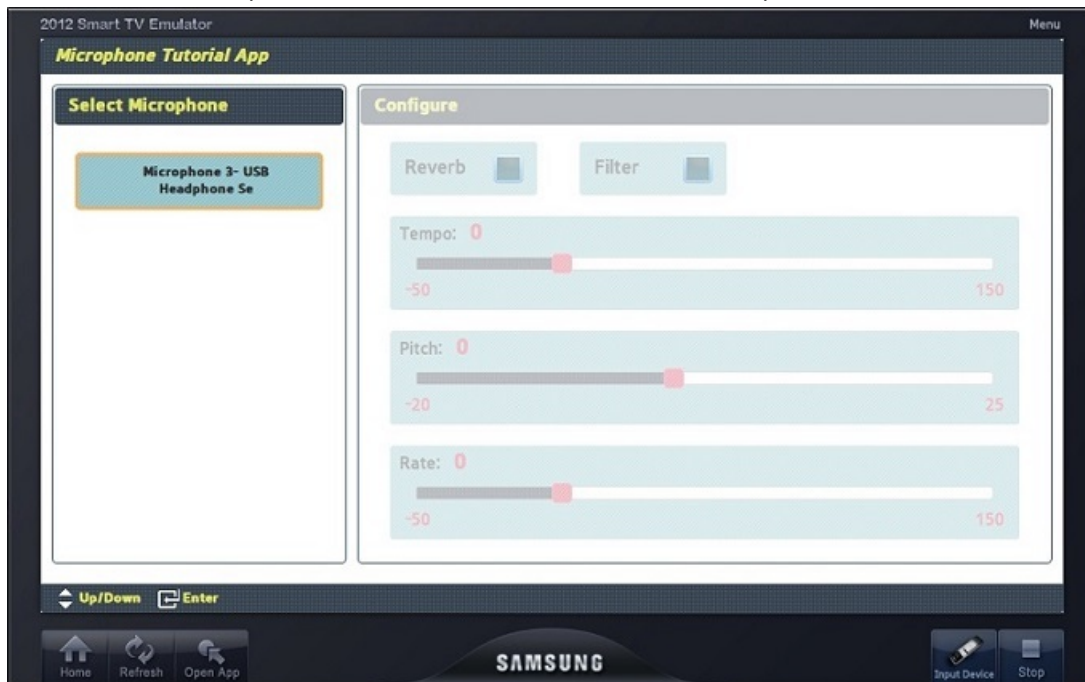 2012 Smart TV Emulator
Menu
Microphone Tutorial App
Select Microphone
Configure
Microphone 3- USB
Headphone Se
Reverb
Filter
Tempo: 0
-50 150
Pitch: 0
-20 25
Rate: 0
-50 150
Up/Down Enter
Home Refresh Open App
SAMSUNG
Input Device Stop